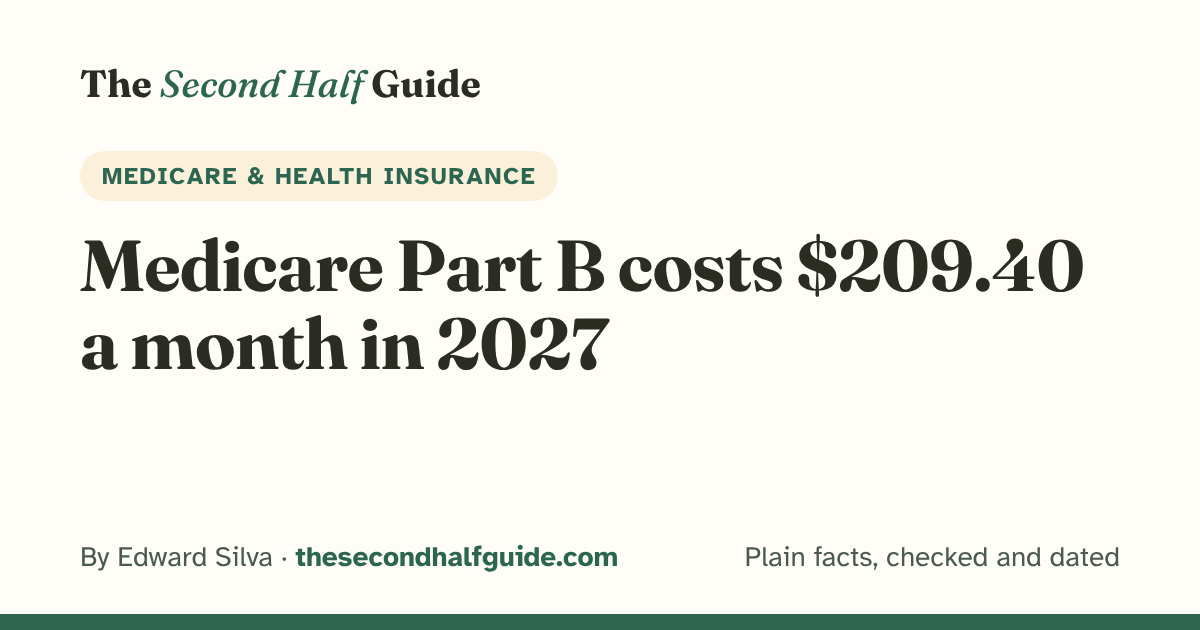 The Second Half Guide
MEDICARE & HEALTH INSURANCE
Medicare Part B costs $209.40
a month in 2027
By Edward Silva · thesecondhalfguide.com
Plain facts, checked and dated